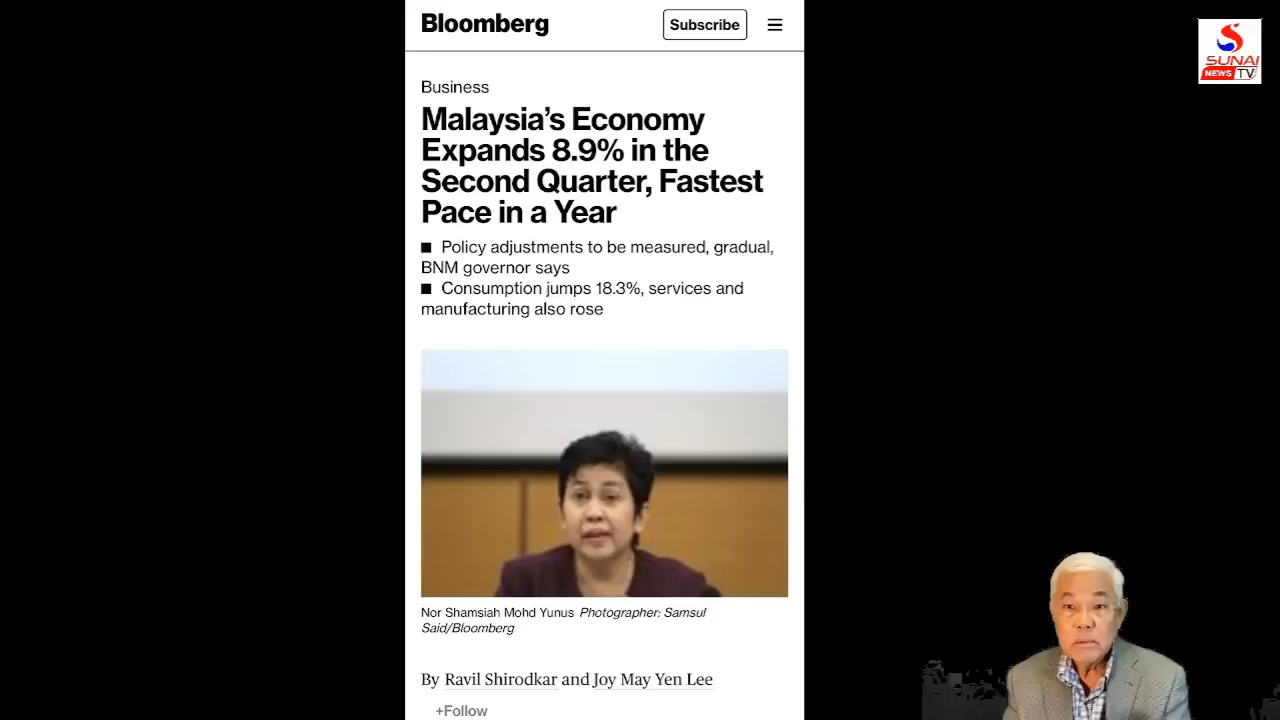 Bloomberg
Subscribe
SUNAI
NEWS TV
Business
Malaysia's Economy
Expands 8.9% in the
Second Quarter, Fastest
Pace in a Year
■ Policy adjustments to be measured, gradual,
BNM governor says
■ Consumption jumps 18.3%, services and
manufacturing also rose
Nor Shamsiah Mohd Yunus Photographer: Samsul
Said/Bloomberg
By Ravil Shirodkar and Joy May Yen Lee
+Follow